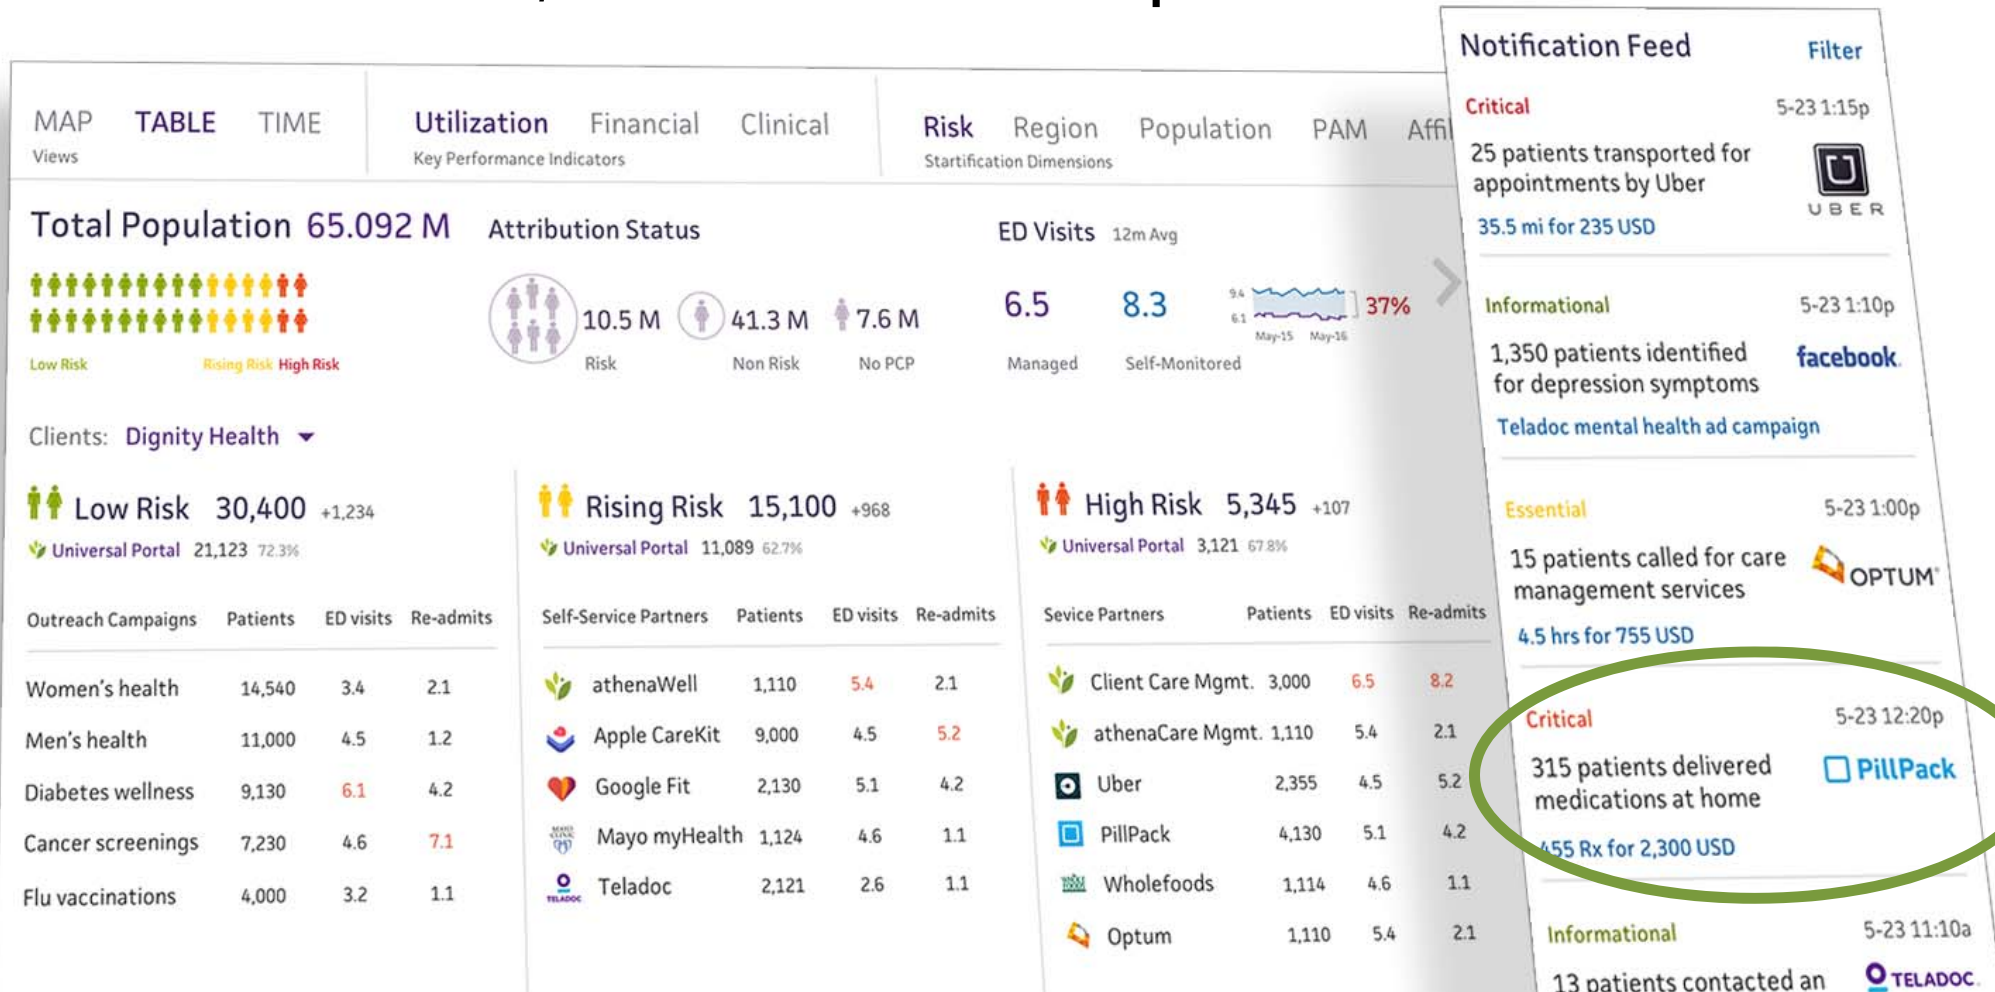 MAP TABLE TIME
Views
Utilization Financial Clinical
Key Performance Indicators
Risk Region Population PAM Affil
Startification Dimensions
Total Population 65.092 M
Low Risk Rising Risk High Risk
Attribution Status
10.5 M 41.3 M 7.6 M
Risk Non Risk No PCP
ED Visits 12m Avg
6.5 8.3 9.4 6.1 37%
May-15 May-16
Managed Self-Monitored
Clients: Dignity Health
Low Risk 30,400 +1,234
Universal Portal 21,123 72.3%
Outreach Campaigns Patients ED visits Re-admits
Women's health 14,540 3.4 2.1
Men's health 11,000 4.5 1.2
Diabetes wellness 9,130 6.1 4.2
Cancer screenings 7,230 4.6 7.1
Flu vaccinations 4,000 3.2 1.1
Rising Risk 15,100 +968
Universal Portal 11,089 62.7%
Self-Service Partners Patients ED visits Re-admits
athenaWell 1,110 5.4 2.1
Apple CareKit 9,000 4.5 5.2
Google Fit 2,130 5.1 4.2
Mayo myHealth 1,124 4.6 1.1
TELADOC Teladoc 2,121 2.6 1.1
High Risk 5,345 +107
Universal Portal 3,121 67.8%
Sevice Partners Patients ED visits Re-admits
Client Care Mgmt. 3,000 6.5 8.2
athenaCare Mgmt. 1,110 5.4 2.1
Uber 2,355 4.5 5.2
PillPack 4,130 5.1 4.2
Wholefoods 1,114 4.6 1.1
Optum 1,110 5.4 2.1
Notification Feed Filter
Critical 5-23 1:15p
25 patients transported for
appointments by Uber
UBER
35.5 mi for 235 USD
Informational 5-23 1:10p
1,350 patients identified
for depression symptoms
facebook.
Teladoc mental health ad campaign
Essential 5-23 1:00p
15 patients called for care
management services
OPTUM
4.5 hrs for 755 USD
Critical 5-23 12:20p
315 patients delivered
medications at home
PillPack
455 Rx for 2,300 USD
Informational 5-23 11:10a
13 patients contacted an
TELADOC.